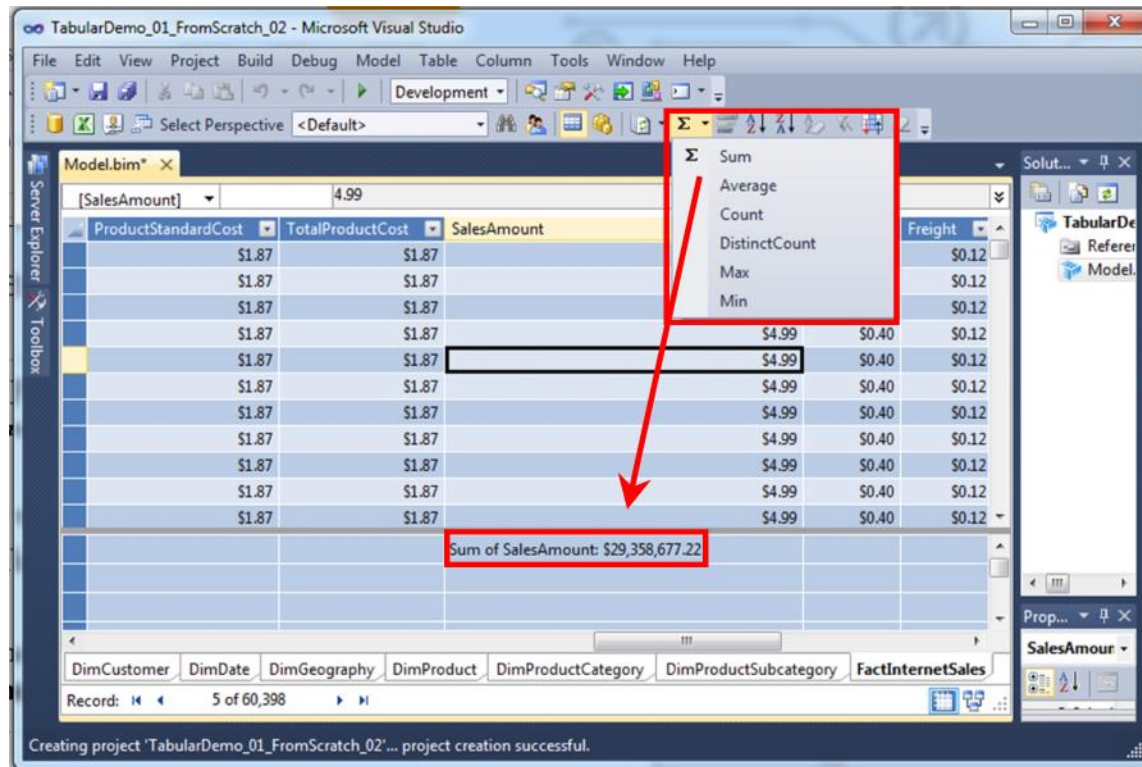 TabularDemo_01_FromScratch_02 - Microsoft Visual Studio
File Edit View Project Build Debug Model Table Column Tools Window Help
Development
Select Perspective <Default> Σ
Model.bim* Σ Sum Solut...
Server Explorer
Toolbox
[SalesAmount] 4.99 Average
Count
DistinctCount
Max
Min
TabularDe
Referen
Model.
ProductStandardCost TotalProductCost SalesAmount Freight
$1.87 $1.87 $0.12
$1.87 $1.87 $0.12
$1.87 $1.87 $0.12
$1.87 $1.87 $4.99 $0.40 $0.12
$1.87 $1.87 $4.99 $0.40 $0.12
$1.87 $1.87 $4.99 $0.40 $0.12
$1.87 $1.87 $4.99 $0.40 $0.12
$1.87 $1.87 $4.99 $0.40 $0.12
$1.87 $1.87 $4.99 $0.40 $0.12
$1.87 $1.87 $4.99 $0.40 $0.12
$1.87 $1.87 $4.99 $0.40 $0.12
Sum of SalesAmount: $29,358,677.22
Prop...
SalesAmour
DimCustomer DimDate DimGeography DimProduct DimProductCategory DimProductSubcategory FactInternetSales
Record: 5 of 60,398
Creating project 'TabularDemo_01_FromScratch_02'... project creation successful.